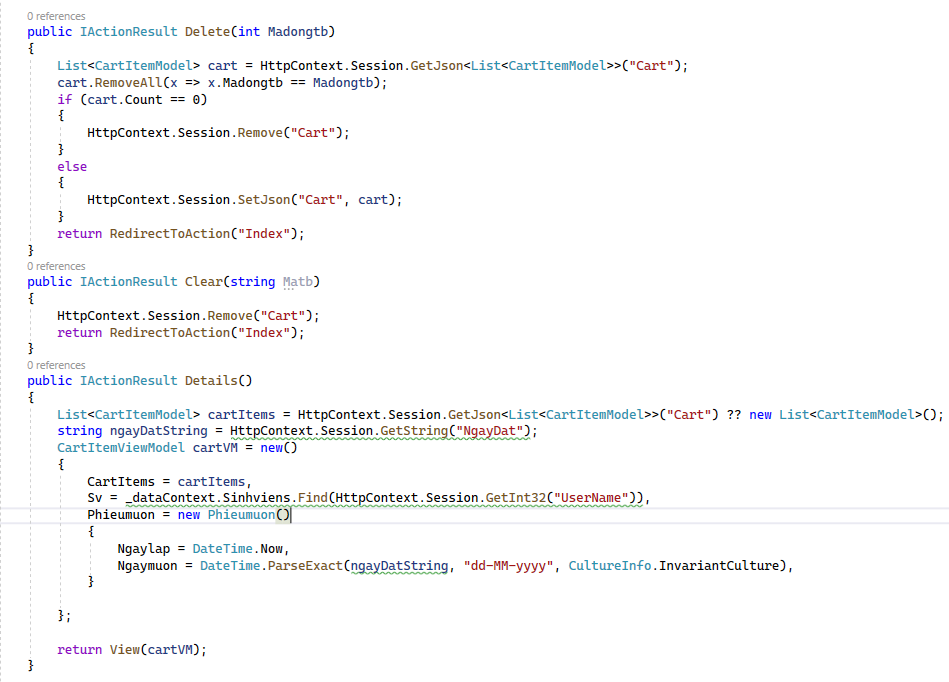 0 references
public IActionResult Delete(int Madongtb)
{
    List<CartItemModel> cart = HttpContext.Session.GetJson<List<CartItemModel>>("Cart");
    cart.RemoveAll(x => x.Madongtb == Madongtb);
    if (cart.Count == 0)
    {
        HttpContext.Session.Remove("Cart");
    }
    else
    {
        HttpContext.Session.SetJson("Cart", cart);
    }
    return RedirectToAction("Index");
}
0 references
public IActionResult Clear(string Matb)
{
    HttpContext.Session.Remove("Cart");
    return RedirectToAction("Index");
}
0 references
public IActionResult Details()
{
    List<CartItemModel> cartItems = HttpContext.Session.GetJson<List<CartItemModel>>("Cart") ?? new List<CartItemModel>();
    string ngayDatString = HttpContext.Session.GetString("NgayDat");
    CartItemViewModel cartVM = new()
    {
        CartItems = cartItems,
        Sv = _dataContext.Sinhviens.Find(HttpContext.Session.GetInt32("UserName")),
        Phieumuon = new Phieumuon()
        {
            Ngaylap = DateTime.Now,
            Ngaymuon = DateTime.ParseExact(ngayDatString, "dd-MM-yyyy", CultureInfo.InvariantCulture),
        }
    };
    return View(cartVM);
}